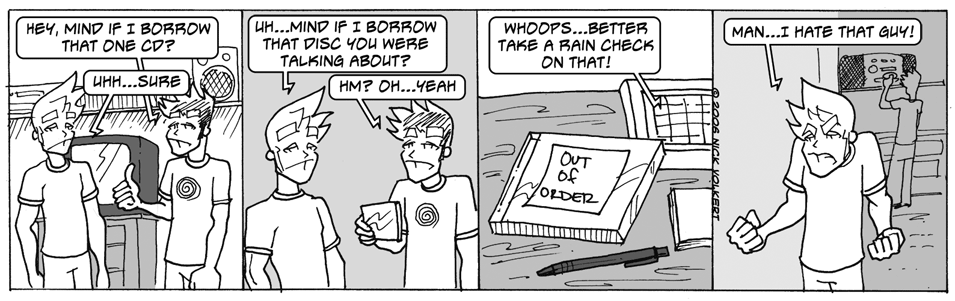 HEY, MIND IF I BORROW
THAT ONE CD?
UHH...SURE
UH...MIND IF I BORROW
THAT DISC YOU WERE
TALKING ABOUT?
HM? OH...YEAH
WHOOPS...BETTER
TAKE A RAIN CHECK
ON THAT!
OUT
OF
ORDER
© 2006 NICK VOLKERT
MAN...I HATE THAT GUY!